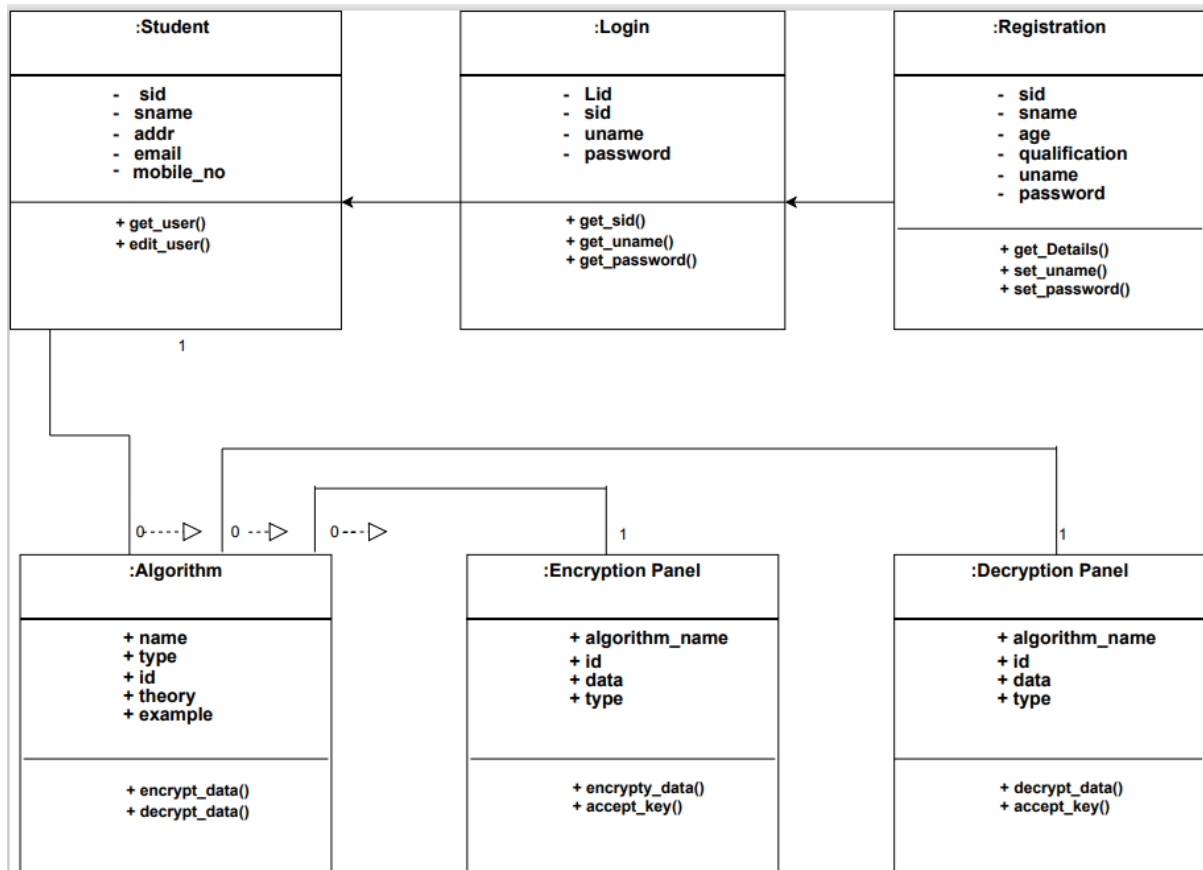 :Student
- sid
- sname
- addr
- email
- mobile_no
+ get_user()
+ edit_user()
:Login
- Lid
- sid
- uname
- password
+ get_sid()
+ get_uname()
+ get_password()
:Registration
- sid
- sname
- age
- qualification
- uname
- password
+ get_Details()
+ set_uname()
+ set_password()
1
0
0
0
1
1
:Algorithm
+ name
+ type
+ id
+ theory
+ example
+ encrypt_data()
+ decrypt_data()
:Encryption Panel
+ algorithm_name
+ id
+ data
+ type
+ encrypty_data()
+ accept_key()
:Decryption Panel
+ algorithm_name
+ id
+ data
+ type
+ decrypt_data()
+ accept_key()